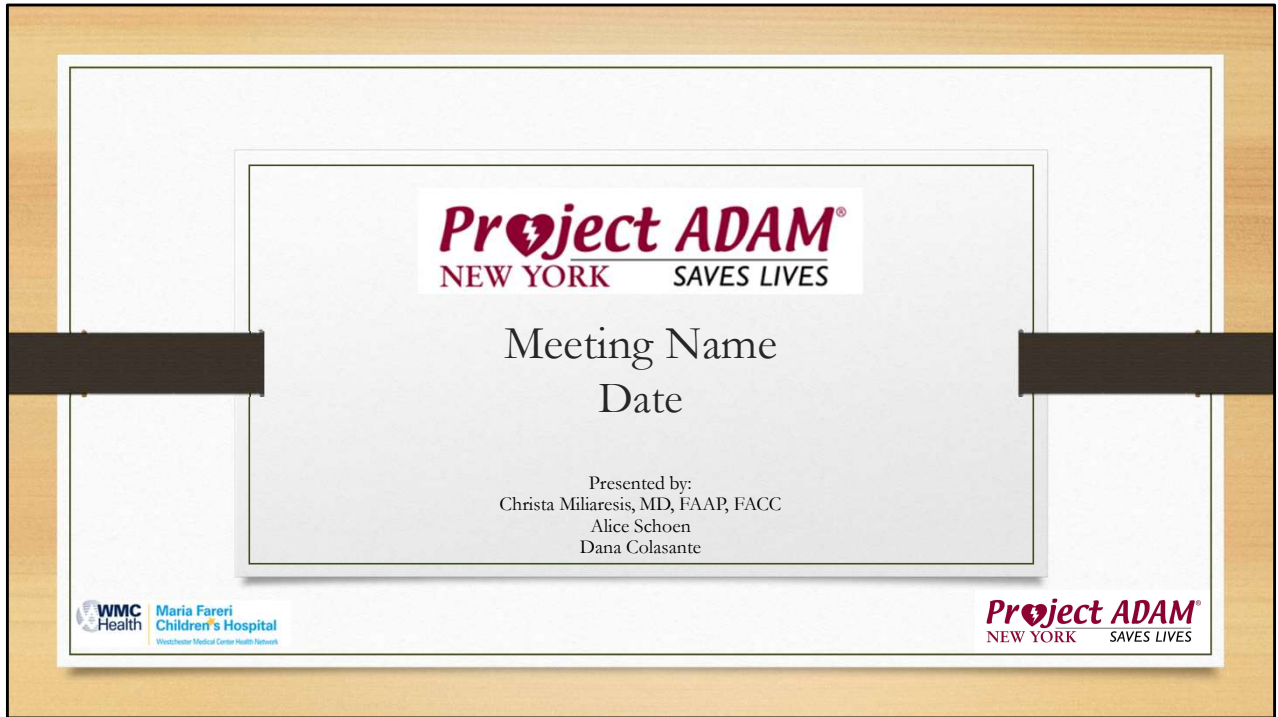 Project ADAM®
NEW YORK SAVES LIVES
Meeting Name
Date
Presented by:
Christa Miliaresis, MD, FAAP, FACC
Alice Schoen
Dana Colasante
WMC Health
Maria Fareri
Children's Hospital
Westchester Medical Center Health Network
Project ADAM®
NEW YORK SAVES LIVES